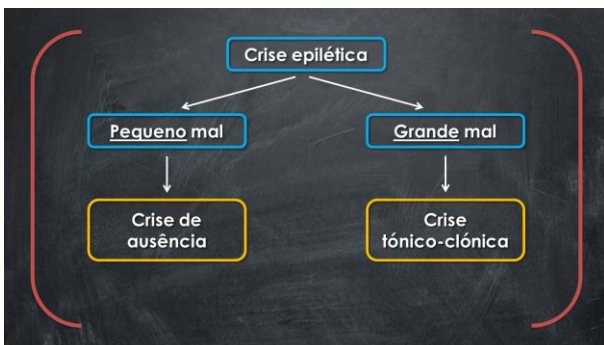 Crise epilética
Pequeno mal
Grande mal
Crise de
ausência
Crise
tónico-clónica